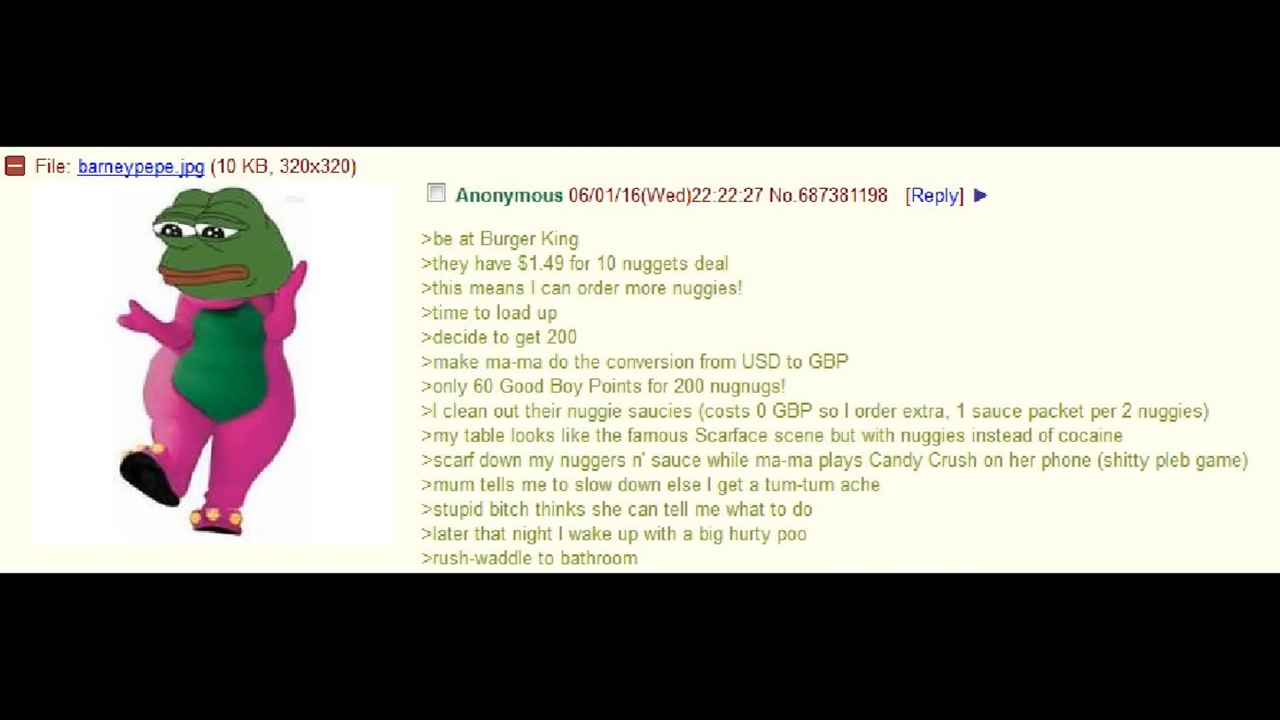 File: barneypepe.jpg (10 KB, 320x320)
Anonymous 06/01/16(Wed)22:22:27 No.687381198 [Reply] ▶
>be at Burger King
>they have $1.49 for 10 nuggets deal
>this means I can order more nuggies!
>time to load up
>decide to get 200
>make ma-ma do the conversion from USD to GBP
>only 60 Good Boy Points for 200 nugnugs!
>I clean out their nuggie saucies (costs 0 GBP so I order extra, 1 sauce packet per 2 nuggies)
>my table looks like the famous Scarface scene but with nuggies instead of cocaine
>scarf down my nuggers n' sauce while ma-ma plays Candy Crush on her phone (shitty pleb game)
>mum tells me to slow down else I get a tum-tum ache
>stupid bitch thinks she can tell me what to do
>later that night I wake up with a big hurty poo
>rush-waddle to bathroom